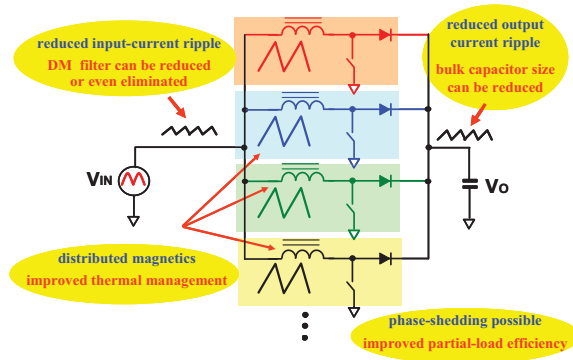 reduced input-current ripple
DM filter can be reduced
or even eliminated
reduced output
current ripple
bulk capacitor size
can be reduced
VIN
VO
distributed magnetics
improved thermal management
phase-shedding possible
improved partial-load efficiency